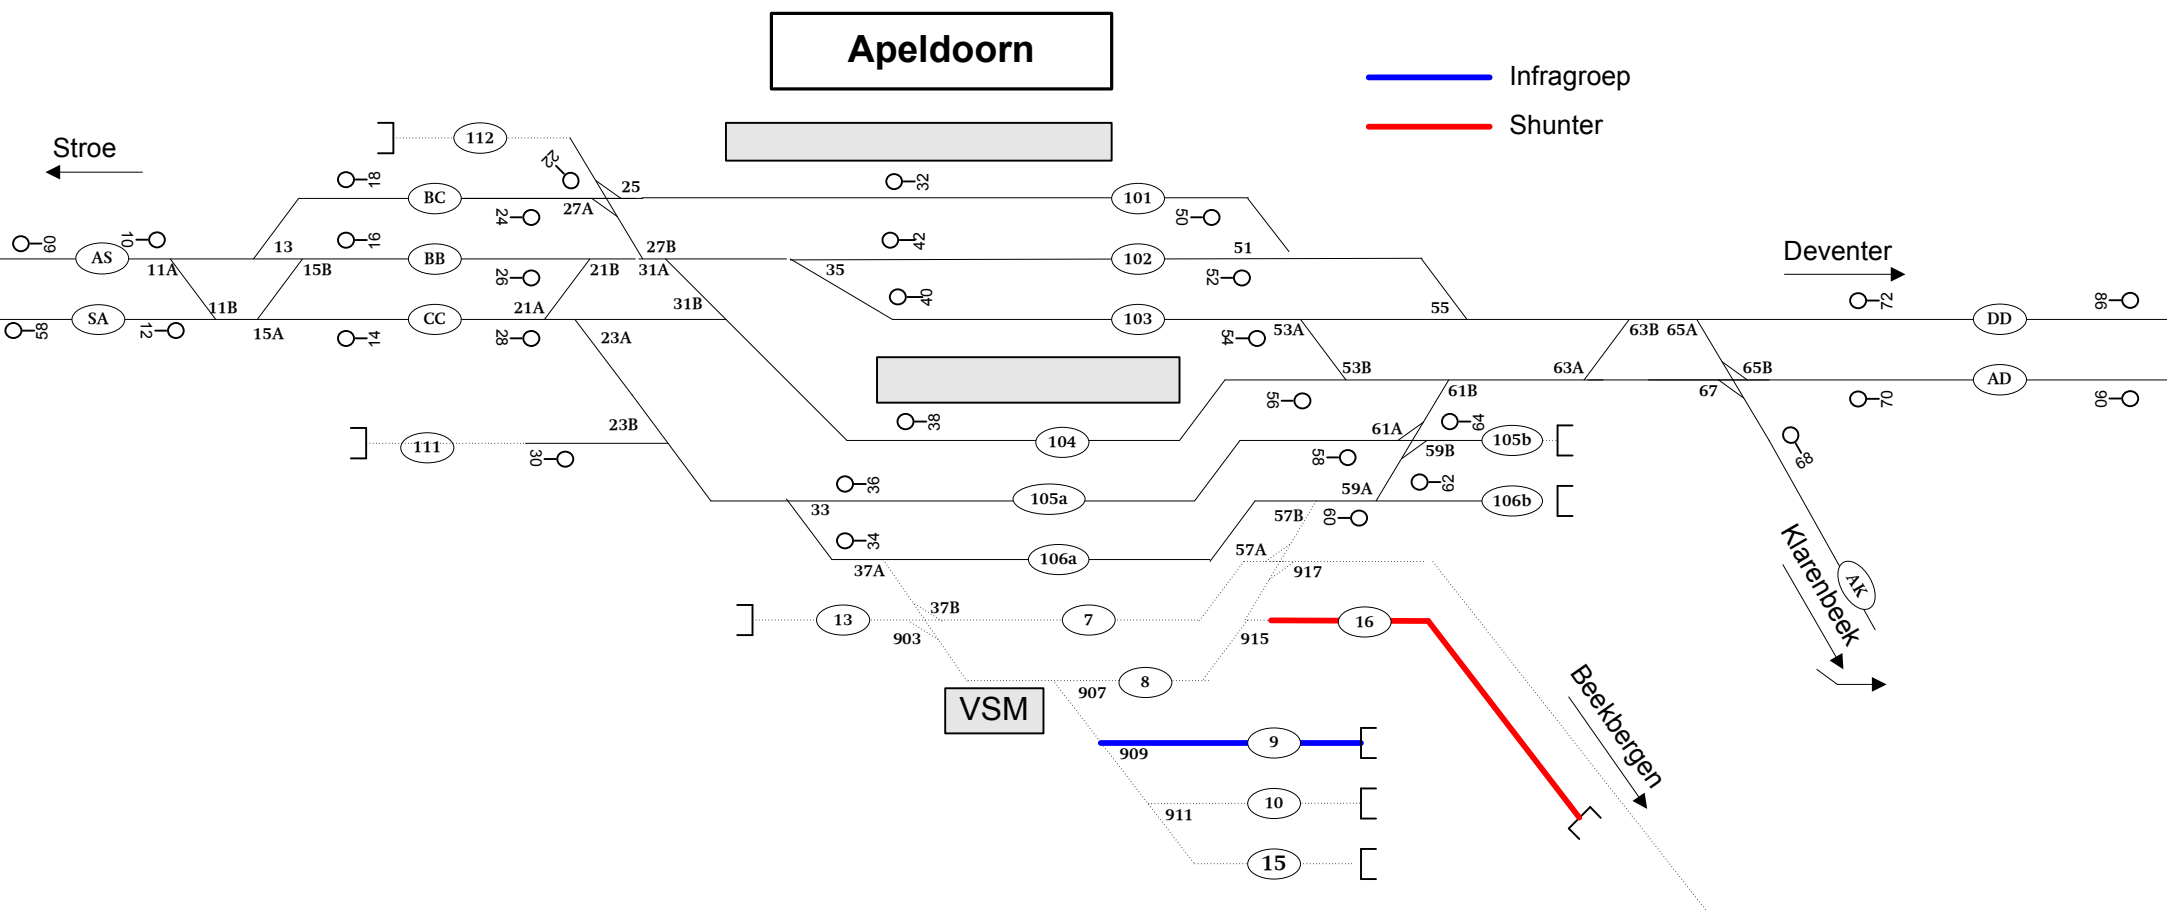 Apeldoorn
Infragroep
Shunter
Stroe
112
22
18
32
25
BC
101
24
27A
50
60
10
13
16
42
27B
51
Deventer
AS
11A
15B
BB
21B
31A
35
102
26
52
72
86
11B
21A
31B
40
55
SA
CC
103
DD
58
12
15A
14
28
23A
54
53A
63B
65A
53B
63A
65B
61B
67
AD
56
70
90
38
23B
61A
64
104
105b
111
30
58
59B
68
36
59A
62
105a
106b
33
57B
60
34
57A
106a
37A
917
Klarenbeek
AK
37B
13
7
16
903
915
8
907
Beekbergen
VSM
9
909
10
911
15